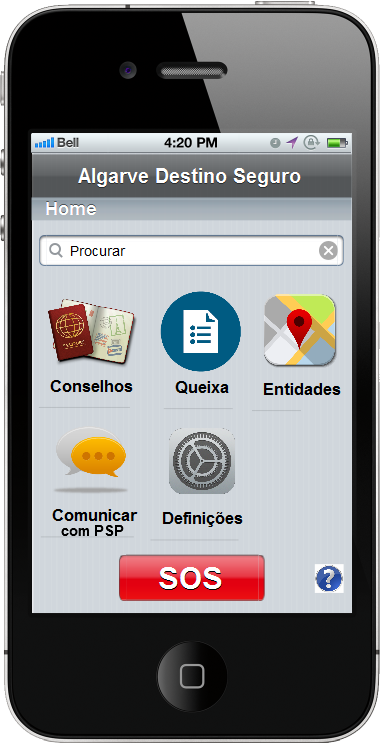 Bell 4:20 PM
Algarve Destino Seguro
Home
Procurar
Conselhos Queixa Entidades
Comunicar Definições
com PSP
SOS
?